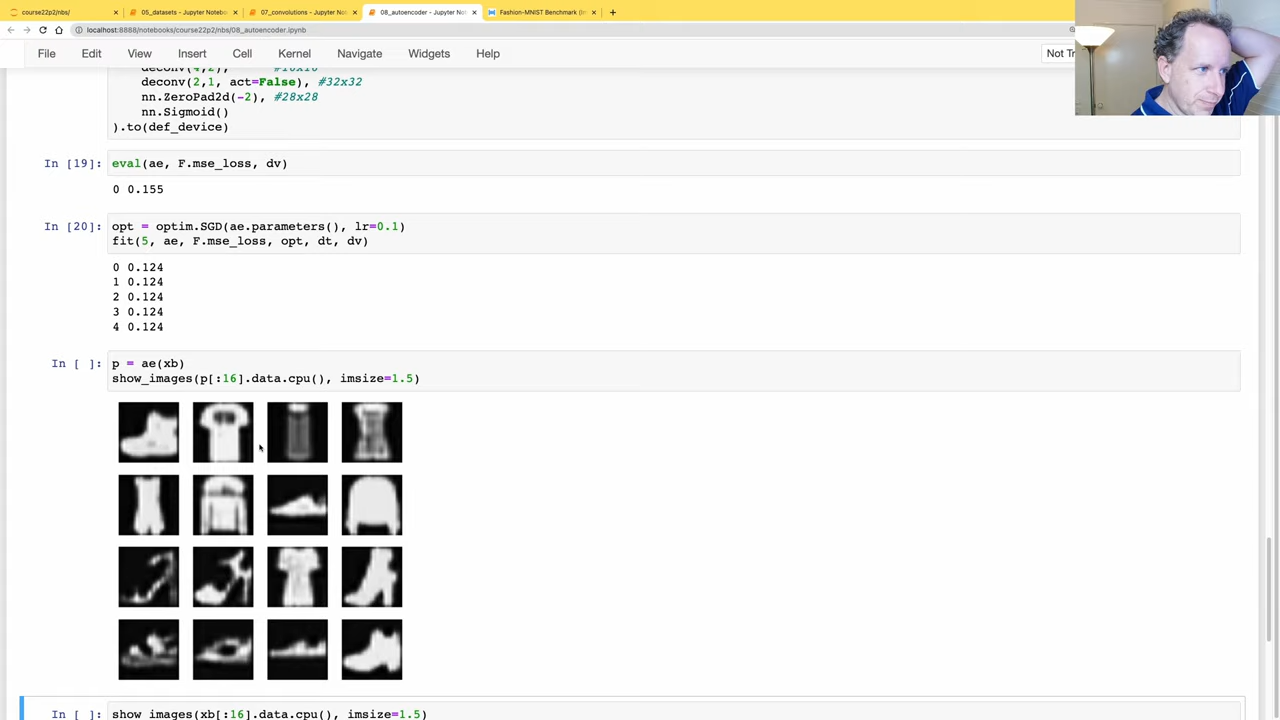 course22p2/nbs/
05_datasets - Jupyter Notebo
07_convolutions - Jupyter No
08_autoencoder - Jupyter No
Fashion-MNIST Benchmark (Im
localhost:8888/notebooks/course22p2/nbs/08_autoencoder.ipynb
File Edit View Insert Cell Kernel Navigate Widgets Help
Not Tr
deconv(4,2), #16x16
deconv(2,1, act=False), #32x32
nn.ZeroPad2d(-2), #28x28
nn.Sigmoid()
).to(def_device)
In [19]: eval(ae, F.mse_loss, dv)
0 0.155
In [20]: opt = optim.SGD(ae.parameters(), lr=0.1)
fit(5, ae, F.mse_loss, opt, dt, dv)
0 0.124
1 0.124
2 0.124
3 0.124
4 0.124
In [ ]: p = ae(xb)
show_images(p[:16].data.cpu(), imsize=1.5)
In [ ]: show_images(xb[:16].data.cpu(), imsize=1.5)